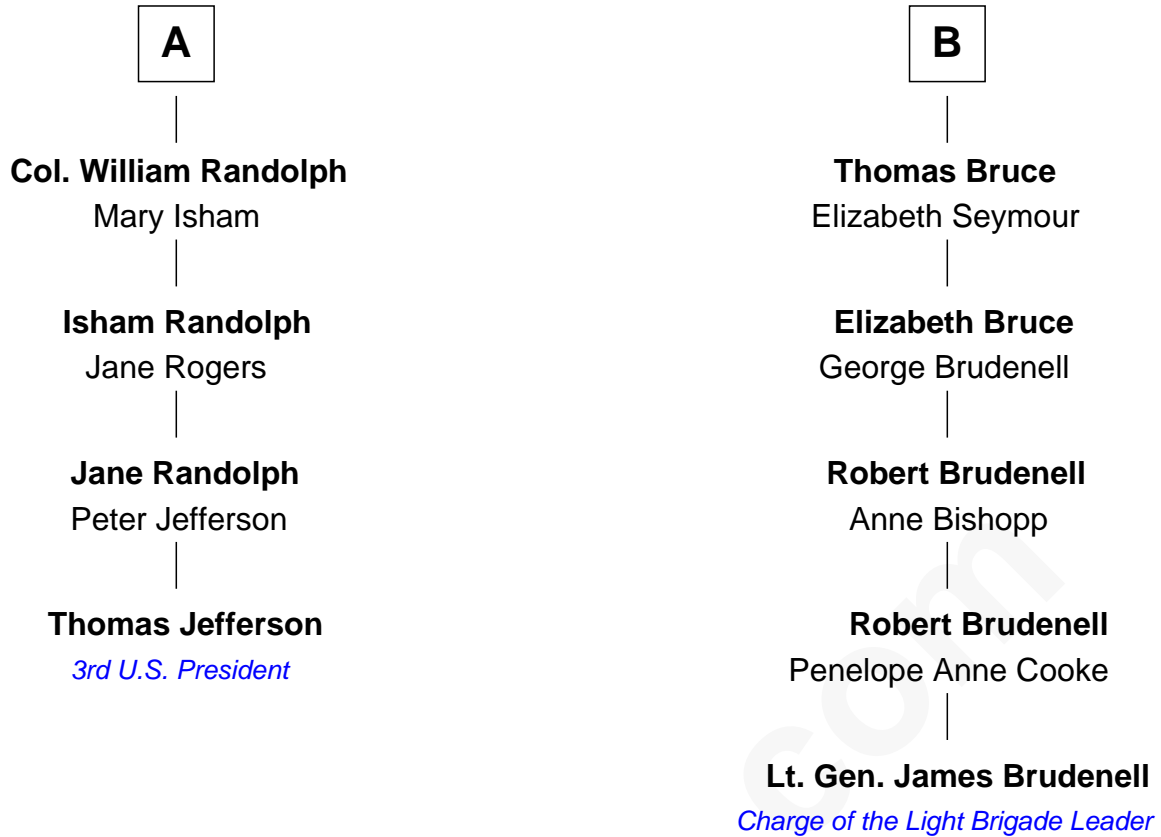 A
Col. William Randolph
Mary Isham
Isham Randolph
Jane Rogers
Jane Randolph
Peter Jefferson
Thomas Jefferson
3rd U.S. President
B
Thomas Bruce
Elizabeth Seymour
Elizabeth Bruce
George Brudenell
Robert Brudenell
Anne Bishopp
Robert Brudenell
Penelope Anne Cooke
Lt. Gen. James Brudenell
Charge of the Light Brigade Leader
com